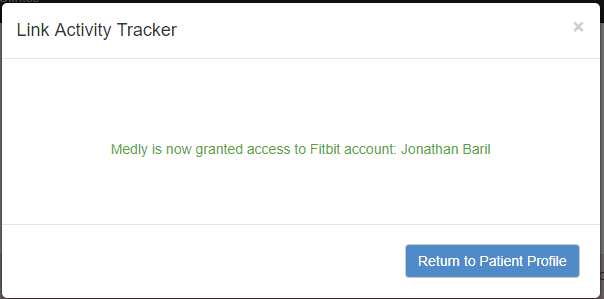 Link Activity Tracker
×
Medly is now granted access to Fitbit account: Jonathan Baril
Return to Patient Profile